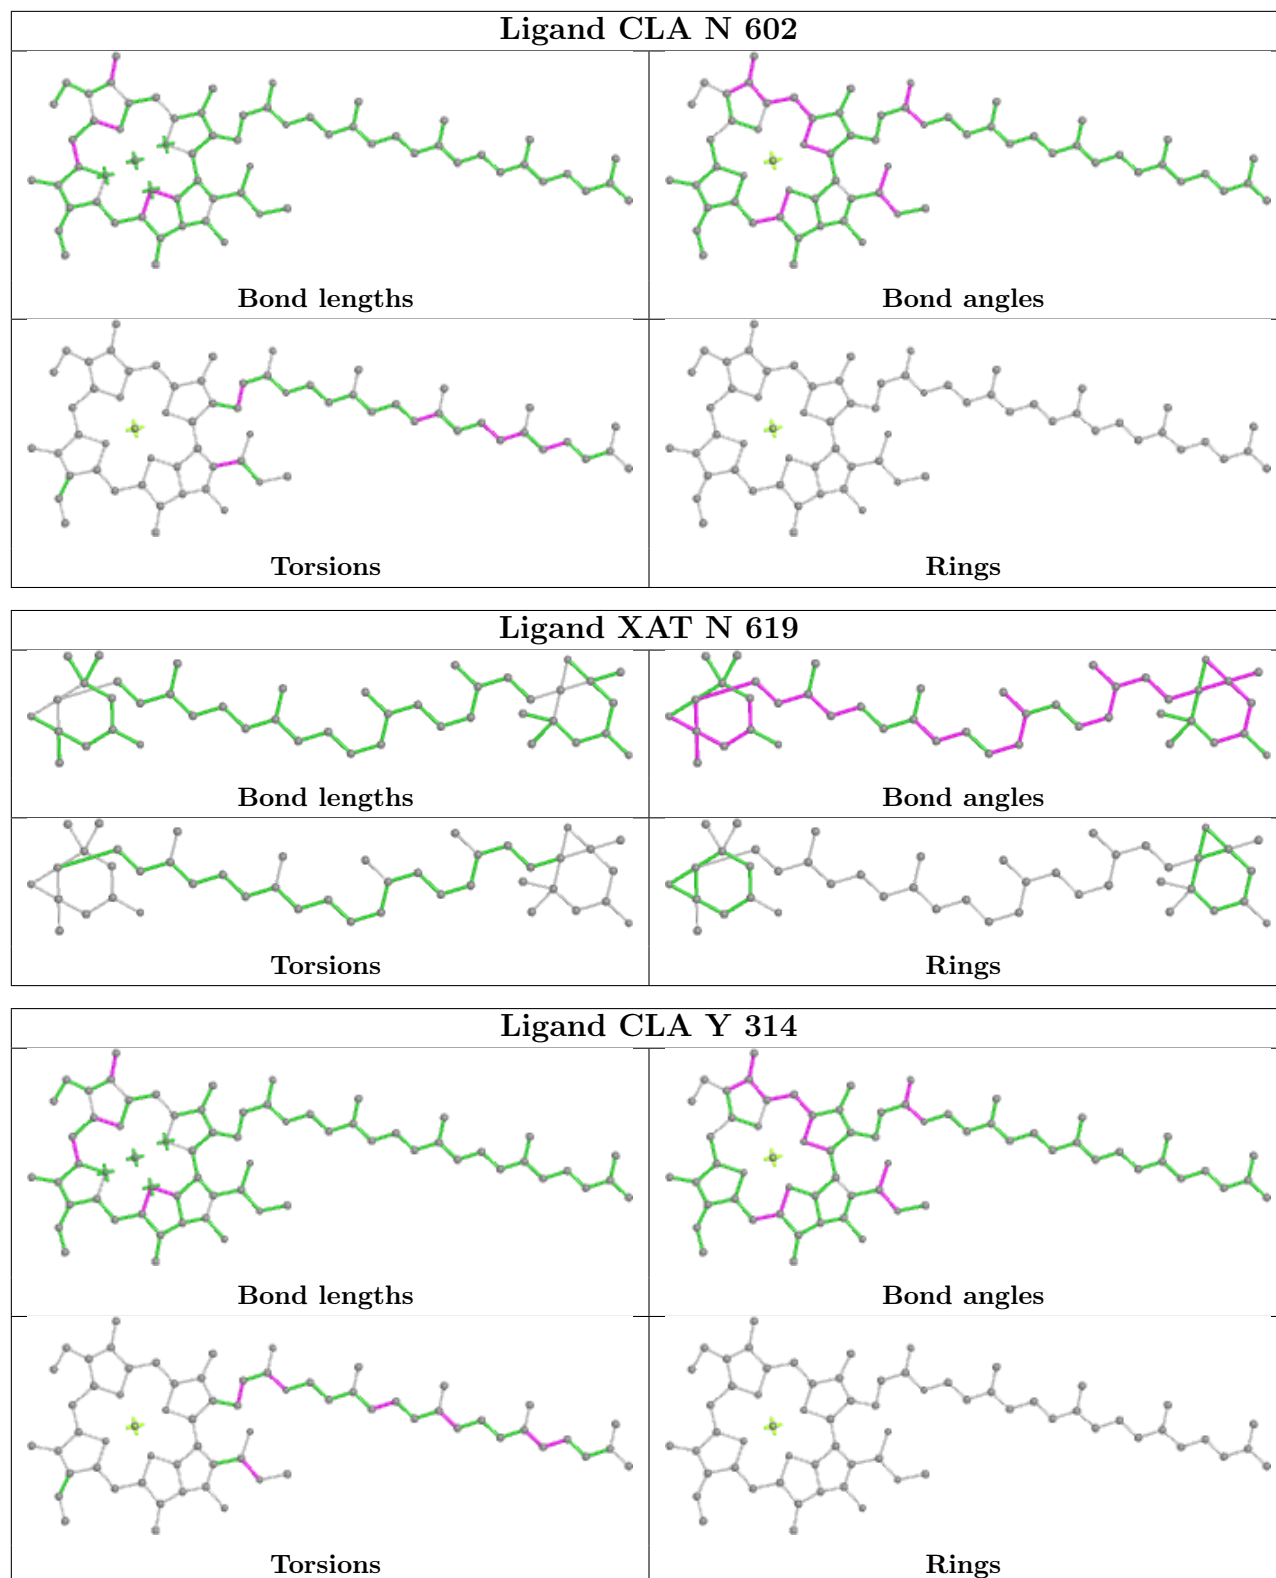 Ligand CLA N 602
Bond lengths
Bond angles
Torsions
Rings
Ligand XAT N 619
Bond lengths
Bond angles
Torsions
Rings
Ligand CLA Y 314
Bond lengths
Bond angles
Torsions
Rings